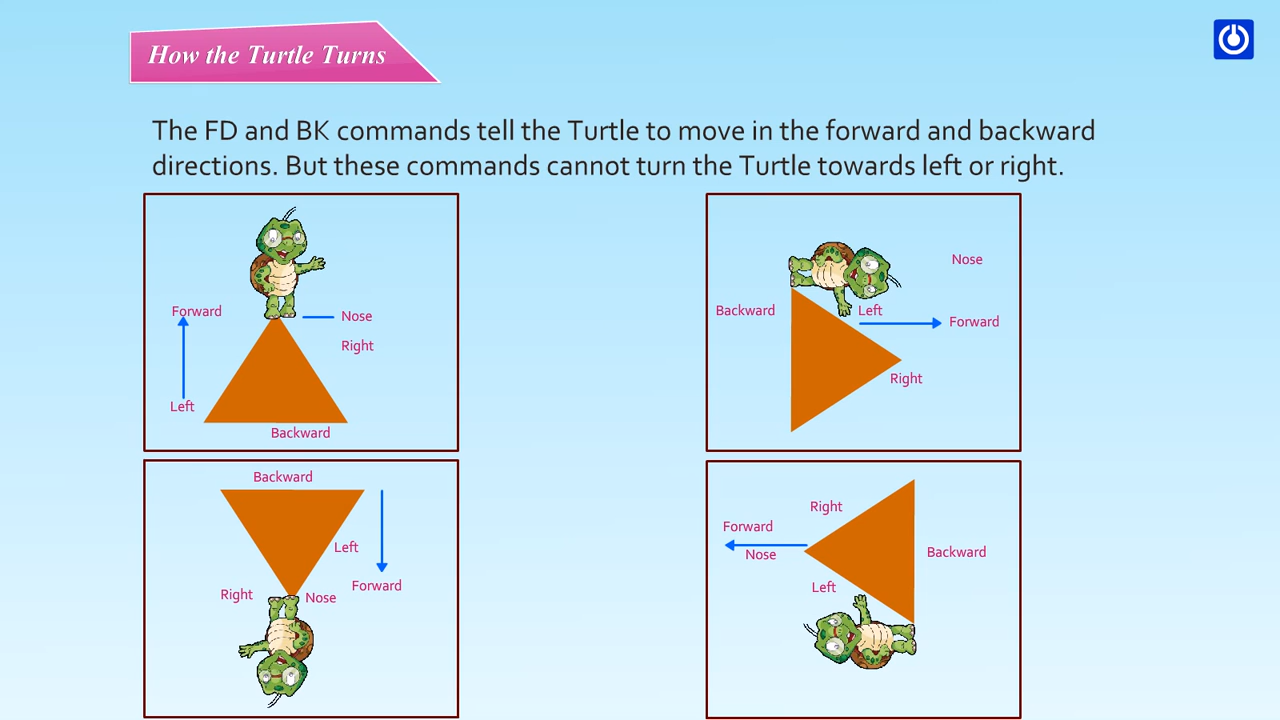 How the Turtle Turns
The FD and BK commands tell the Turtle to move in the forward and backward
directions. But these commands cannot turn the Turtle towards left or right.
Forward
Nose
Right
Left
Backward
Nose
Backward
Left
Forward
Right
Backward
Left
Forward
Right
Nose
Right
Forward
Nose
Backward
Left